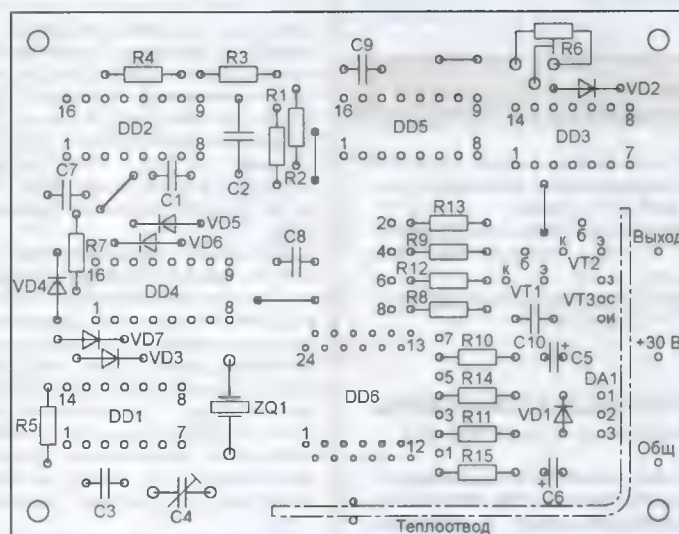 R4 R3 C9 R6
R1 VD2
16 9 16 9 14 8
DD2 DD5 DD3
1 8 C2 R2 1 8 1 7
C7 C1
VD5 2 R13
VD6 C8 4 R9 б к б э Выход
R7 16 9 6 R12 к э VT2
VD4 DD4 8 R8 VT1 з
1 8 VT3 с
C10 и
VD7 24 13 7 R10 C5 + +30 В
VD3 5 R14 DA1
14 8 ZQ1 DD6 VD1 1
R5 DD1 3 R11 2
1 7 1 12 1 R15 3 Общ
C3 C4 + C6
Теплоотвод